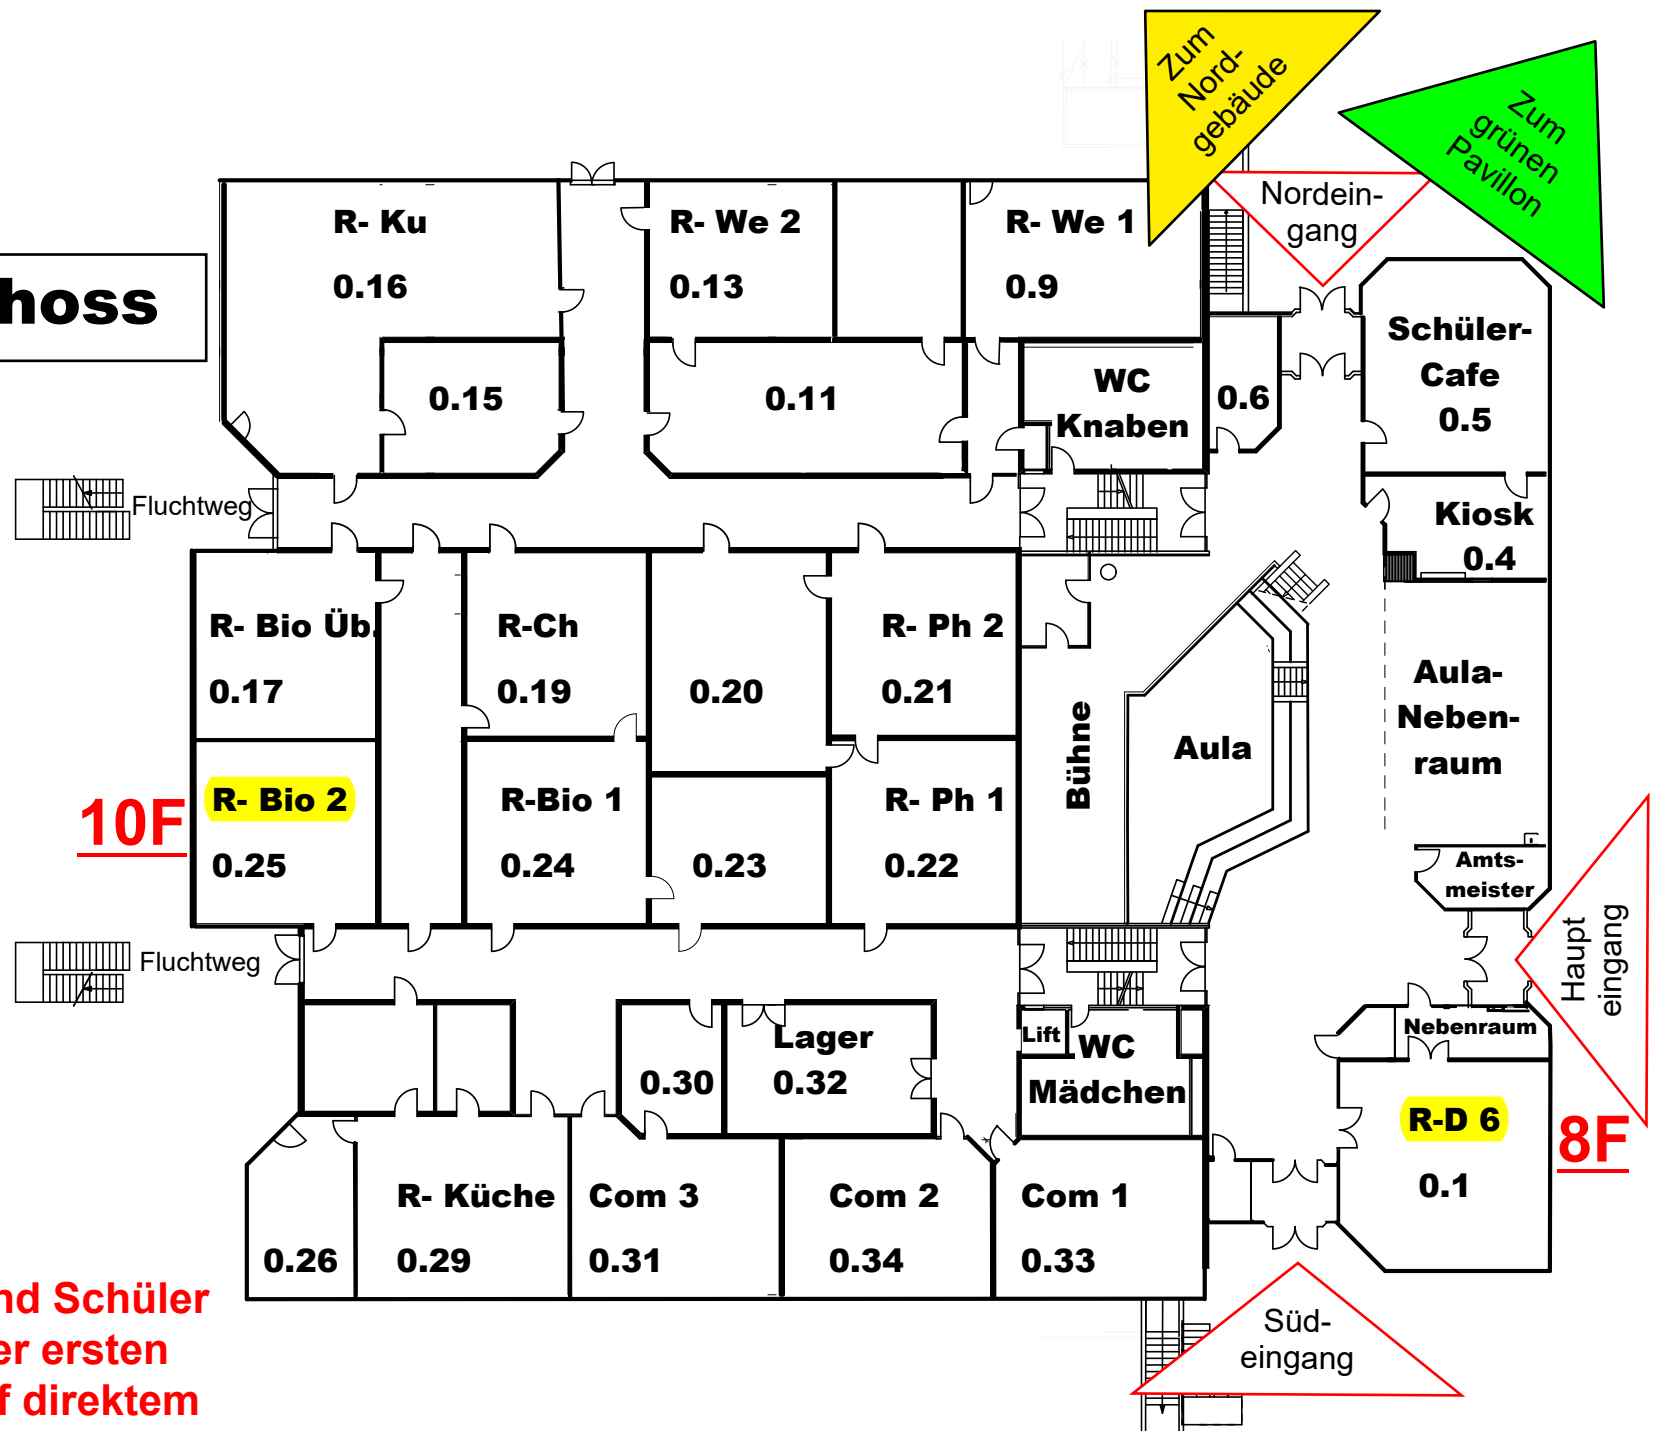 Zum
Nord-
gebäude
Zum
grünen
Pavillon
Nordein-
gang
hoss
R- Ku
0.16
R- We 2
0.13
R- We 1
0.9
0.15
0.11
WC
Knaben
0.6
Schüler-
Cafe
0.5
Fluchtweg
Kiosk
0.4
R- Bio Üb.
0.17
R-Ch
0.19
0.20
R- Ph 2
0.21
Bühne
Aula
Aula-
Neben-
raum
10F
R- Bio 2
0.25
R-Bio 1
0.24
0.23
R- Ph 1
0.22
Amts-
meister
Haupt
eingang
Fluchtweg
0.30
Lager
0.32
Lift
WC
Mädchen
Nebenraum
R-D 6
0.1
8F
0.26
R- Küche
0.29
Com 3
0.31
Com 2
0.34
Com 1
0.33
Süd-
eingang
nd Schüler
er ersten
f direktem